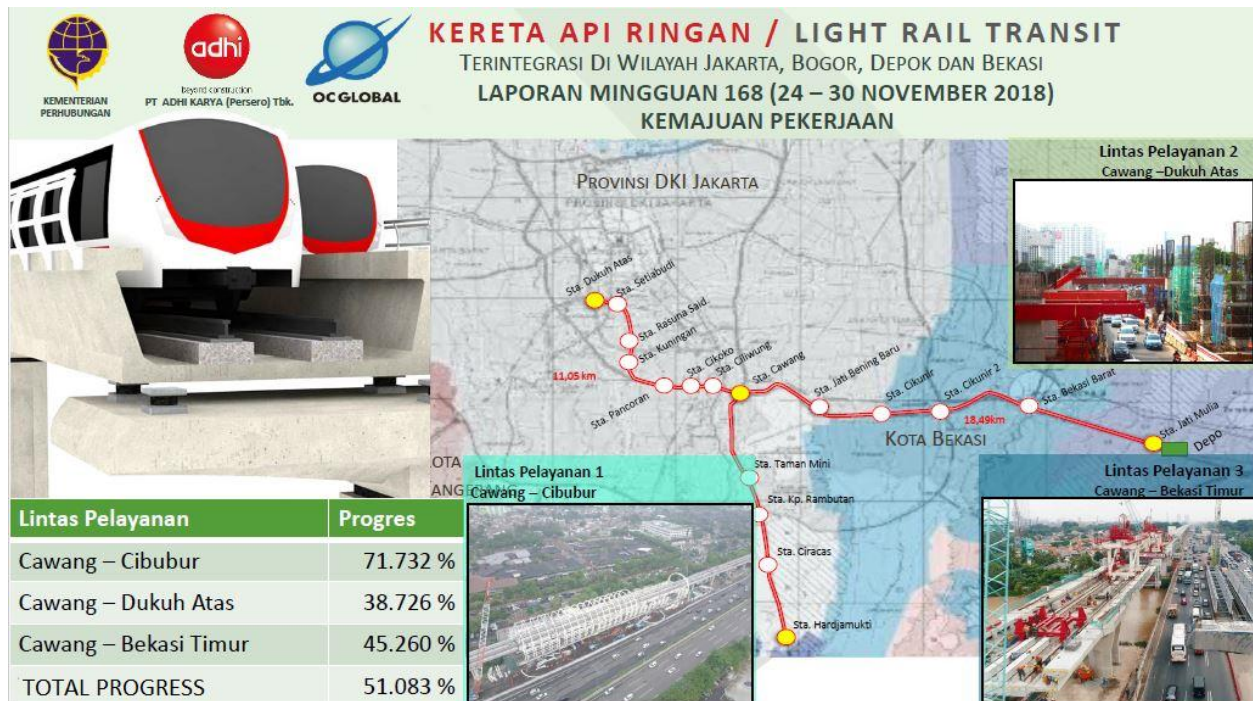 KEMENTERIAN
PERHUBUNGAN
adhi
beyond construction
PT ADHI KARYA (Persero) Tbk.
OCGLOBAL
KERETA API RINGAN / LIGHT RAIL TRANSIT
TERINTEGRASI DI WILAYAH JAKARTA, BOGOR, DEPOK DAN BEKASI
LAPORAN MINGGUAN 168 (24 – 30 NOVEMBER 2018)
KEMAJUAN PEKERJAAN
PROVINSI DKI JAKARTA
Lintas Pelayanan 2
Cawang –Dukuh Atas
Sta. Dukuh Atas
Sta. Setiabudi
Sta. Rasuna Said
Sta. Kuningan
11,05 km
Sta. Pancoran
Sta. Cikoko
Sta. Ciliwung
Sta. Cawang
Sta. Jati Bening Baru
Sta. Cikunir
Sta. Cikunir 2
18,49km
Sta. Bekasi Barat
Sta. Jati Mulia
Depo
KOTA BEKASI
Sta. Taman Mini
Sta. Kp. Rambutan
Sta. Ciracas
Sta. Hardjamukti
Lintas Pelayanan 1
Cawang – Cibubur
Lintas Pelayanan 3
Cawang – Bekasi Timur
Lintas Pelayanan Progres
Cawang – Cibubur 71.732 %
Cawang – Dukuh Atas 38.726 %
Cawang – Bekasi Timur 45.260 %
TOTAL PROGRESS 51.083 %